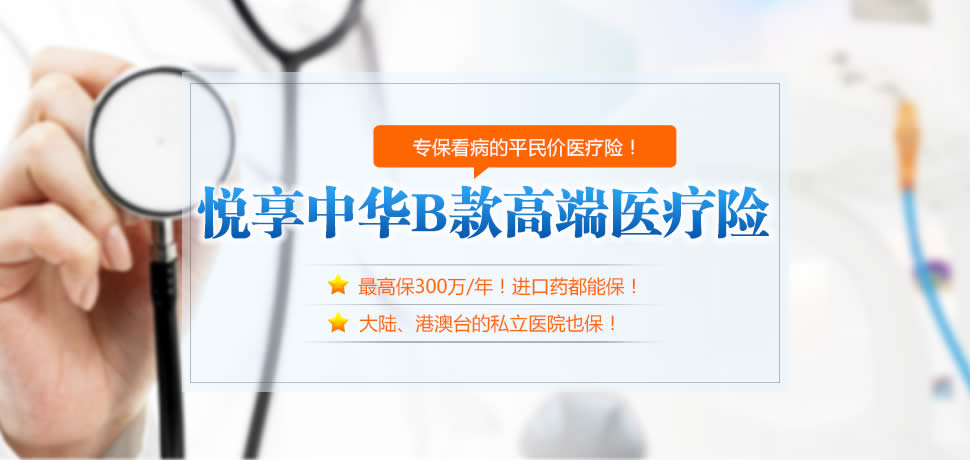 专保看病的平民价医疗险！
悦享中华B款高端医疗险
最高保300万/年！进口药都能保！
大陆、港澳台的私立医院也保！